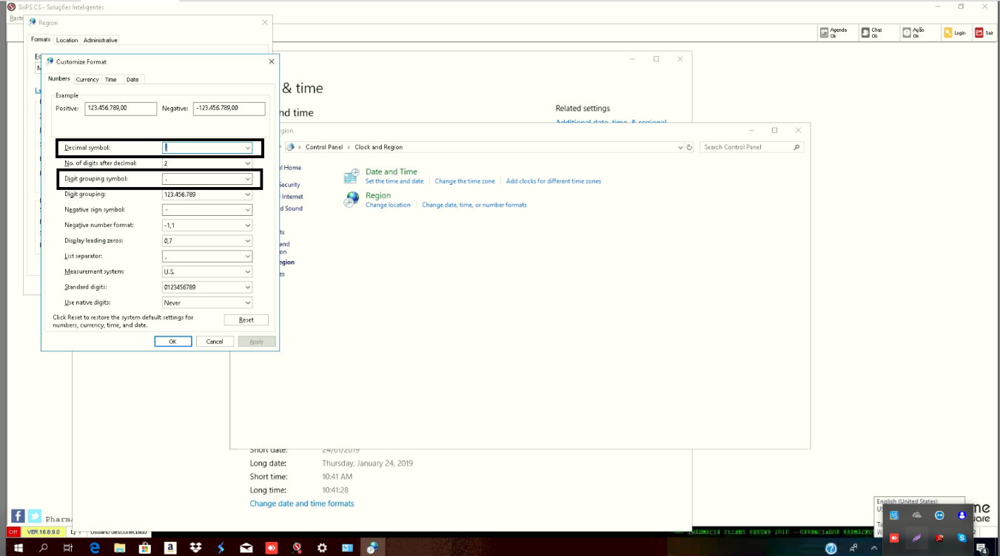 SisPS CS - Soluções Inteligentes
Agenda
Ok
Chat
Ok
Ação
Ok
Login
Sair
Region
Formats
Location
Administrative
Customize Format
Numbers
Currency
Time
Date
Example
Positive:
123.456.789,00
Negative:
-123.456.789,00
Decimal symbol:
,
No. of digits after decimal:
2
Digit grouping symbol:
.
Digit grouping:
123.456.789
Negative sign symbol:
-
Negative number format:
-1,1
Display leading zeros:
0,7
List separator:
,
Measurement system:
U.S.
Standard digits:
0123456789
Use native digits:
Never
Click Reset to restore the system default settings for
numbers, currency, time, and date.
Reset
OK
Cancel
Apply
& time
nd time
Related settings
Additional date, time, & regional
egion
Control Panel > Clock and Region
Search Control Panel
el Home
Security
Internet
d Sound
ts
and
on
egion
ss
Date and Time
Set the time and date
Change the time zone
Add clocks for different time zones
Region
Change location
Change date, time, or number formats
Short date:
24/01/2019
Long date:
Thursday, January 24, 2019
Short time:
10:41 AM
Long time:
10:41:28
Change date and time formats
English (United States)
Pharm
Off
VER:18.8.9.0
Usuário desconectado
me
ware